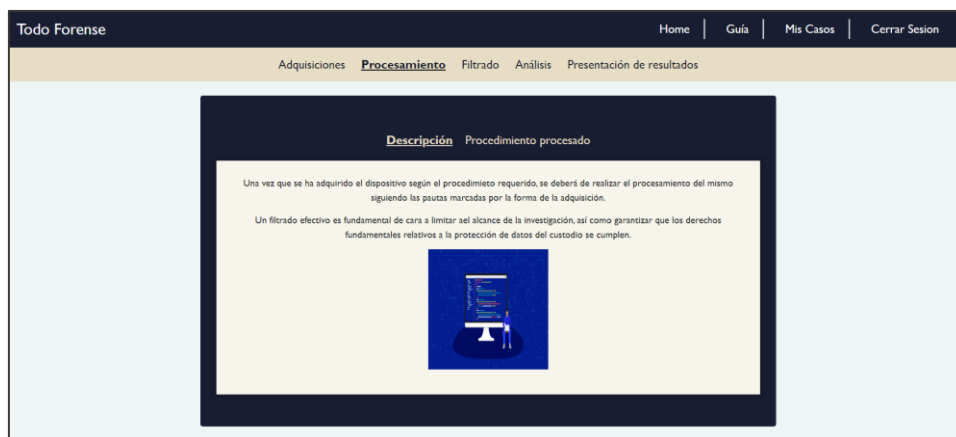 Todo Forense Home Guía Mis Casos Cerrar Sesion
Adquisiciones Procesamiento Filtrado Análisis Presentación de resultados
Descripción Procedimiento procesado
Una vez que se ha adquirido el dispositivo según el procedimieto requerido, se deberá de realizar el procesamiento del mismo
siguiendo las pautas marcadas por la forma de la adquisición.
Un filtrado efectivo es fundamental de cara a limitar ael alcance de la investigación, así como garantizar que los derechos
fundamentales relativos a la protección de datos del custodio se cumplen.